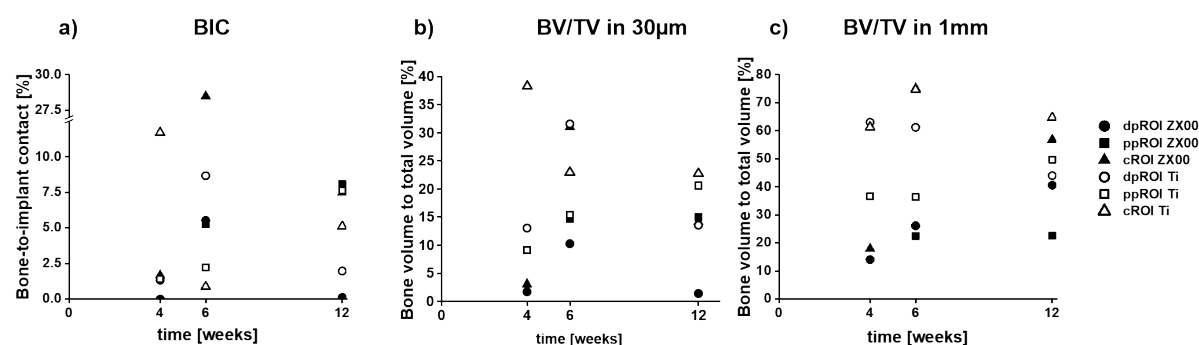 a) BIC
Bone-to-implant contact [%]
30.0
27.5
10.0
7.5
5.0
2.5
0.0
0 4 6 12
time [weeks]
b) BV/TV in 30µm
Bone volume to total volume [%]
40
35
30
25
20
15
10
5
0
0 4 6 12
time [weeks]
c) BV/TV in 1mm
Bone volume to total volume [%]
80
70
60
50
40
30
20
10
0
0 4 6 12
time [weeks]
dpROI ZX00
ppROI ZX00
cROI ZX00
dpROI Ti
ppROI Ti
cROI Ti